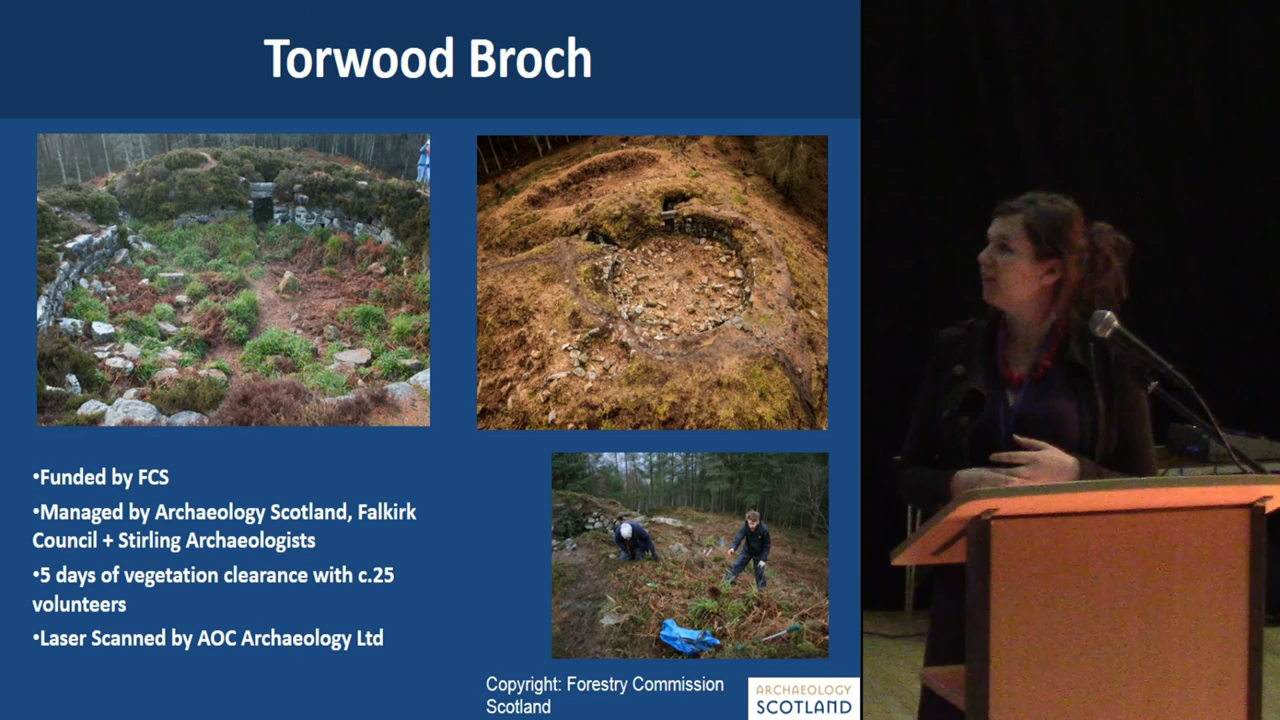 Torwood Broch
•Funded by FCS
•Managed by Archaeology Scotland, Falkirk
Council + Stirling Archaeologists
•5 days of vegetation clearance with c.25
volunteers
•Laser Scanned by AOC Archaeology Ltd
Copyright: Forestry Commission
Scotland
ARCHAEOLOGY
SCOTLAND